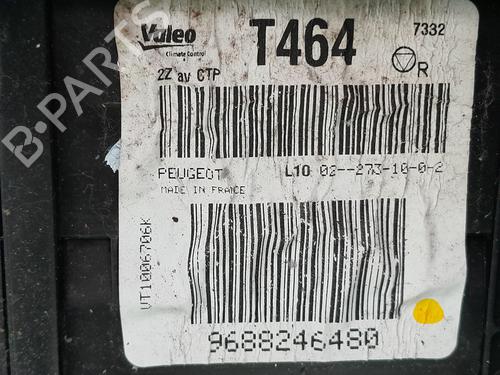 Valeo
Climate Control
T464
7332
2Z av CTP
R
PEUGEOT
L10 02--273-10-0-2
MADE IN FRANCE
VT1006706K
9688246480
B-PARTS